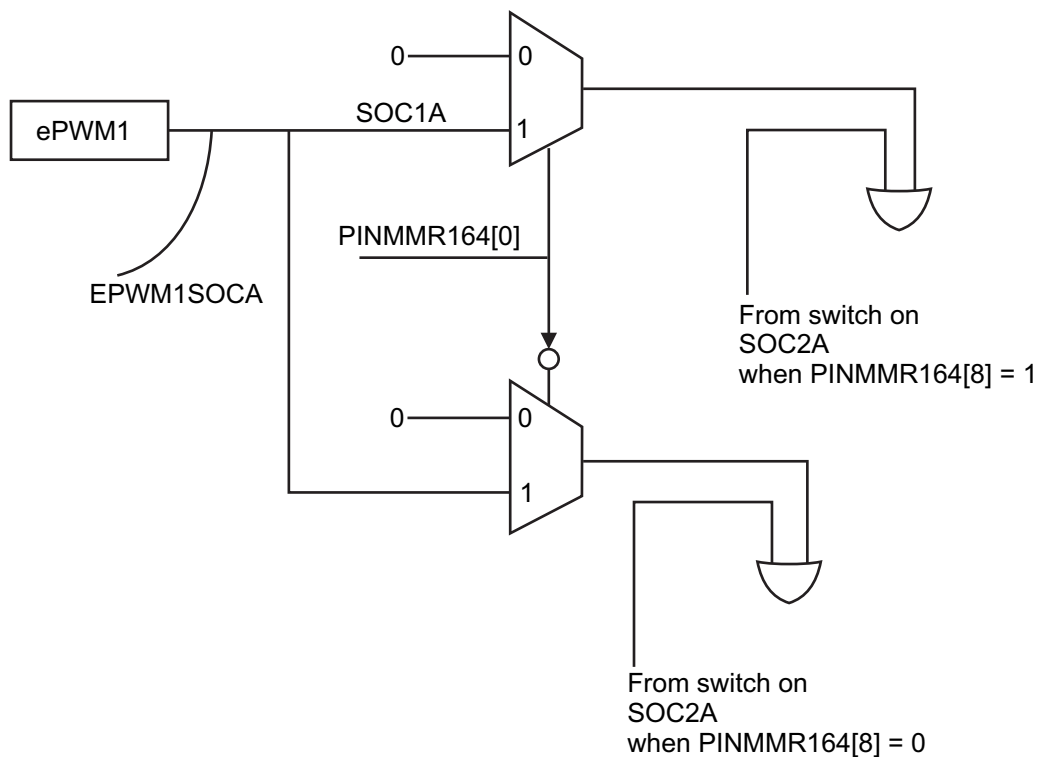 0
0
SOC1A
ePWM1
1
PINMMR164[0]
EPWM1SOCA
From switch on
SOC2A
when PINMMR164[8] = 1
0
0
1
From switch on
SOC2A
when PINMMR164[8] = 0